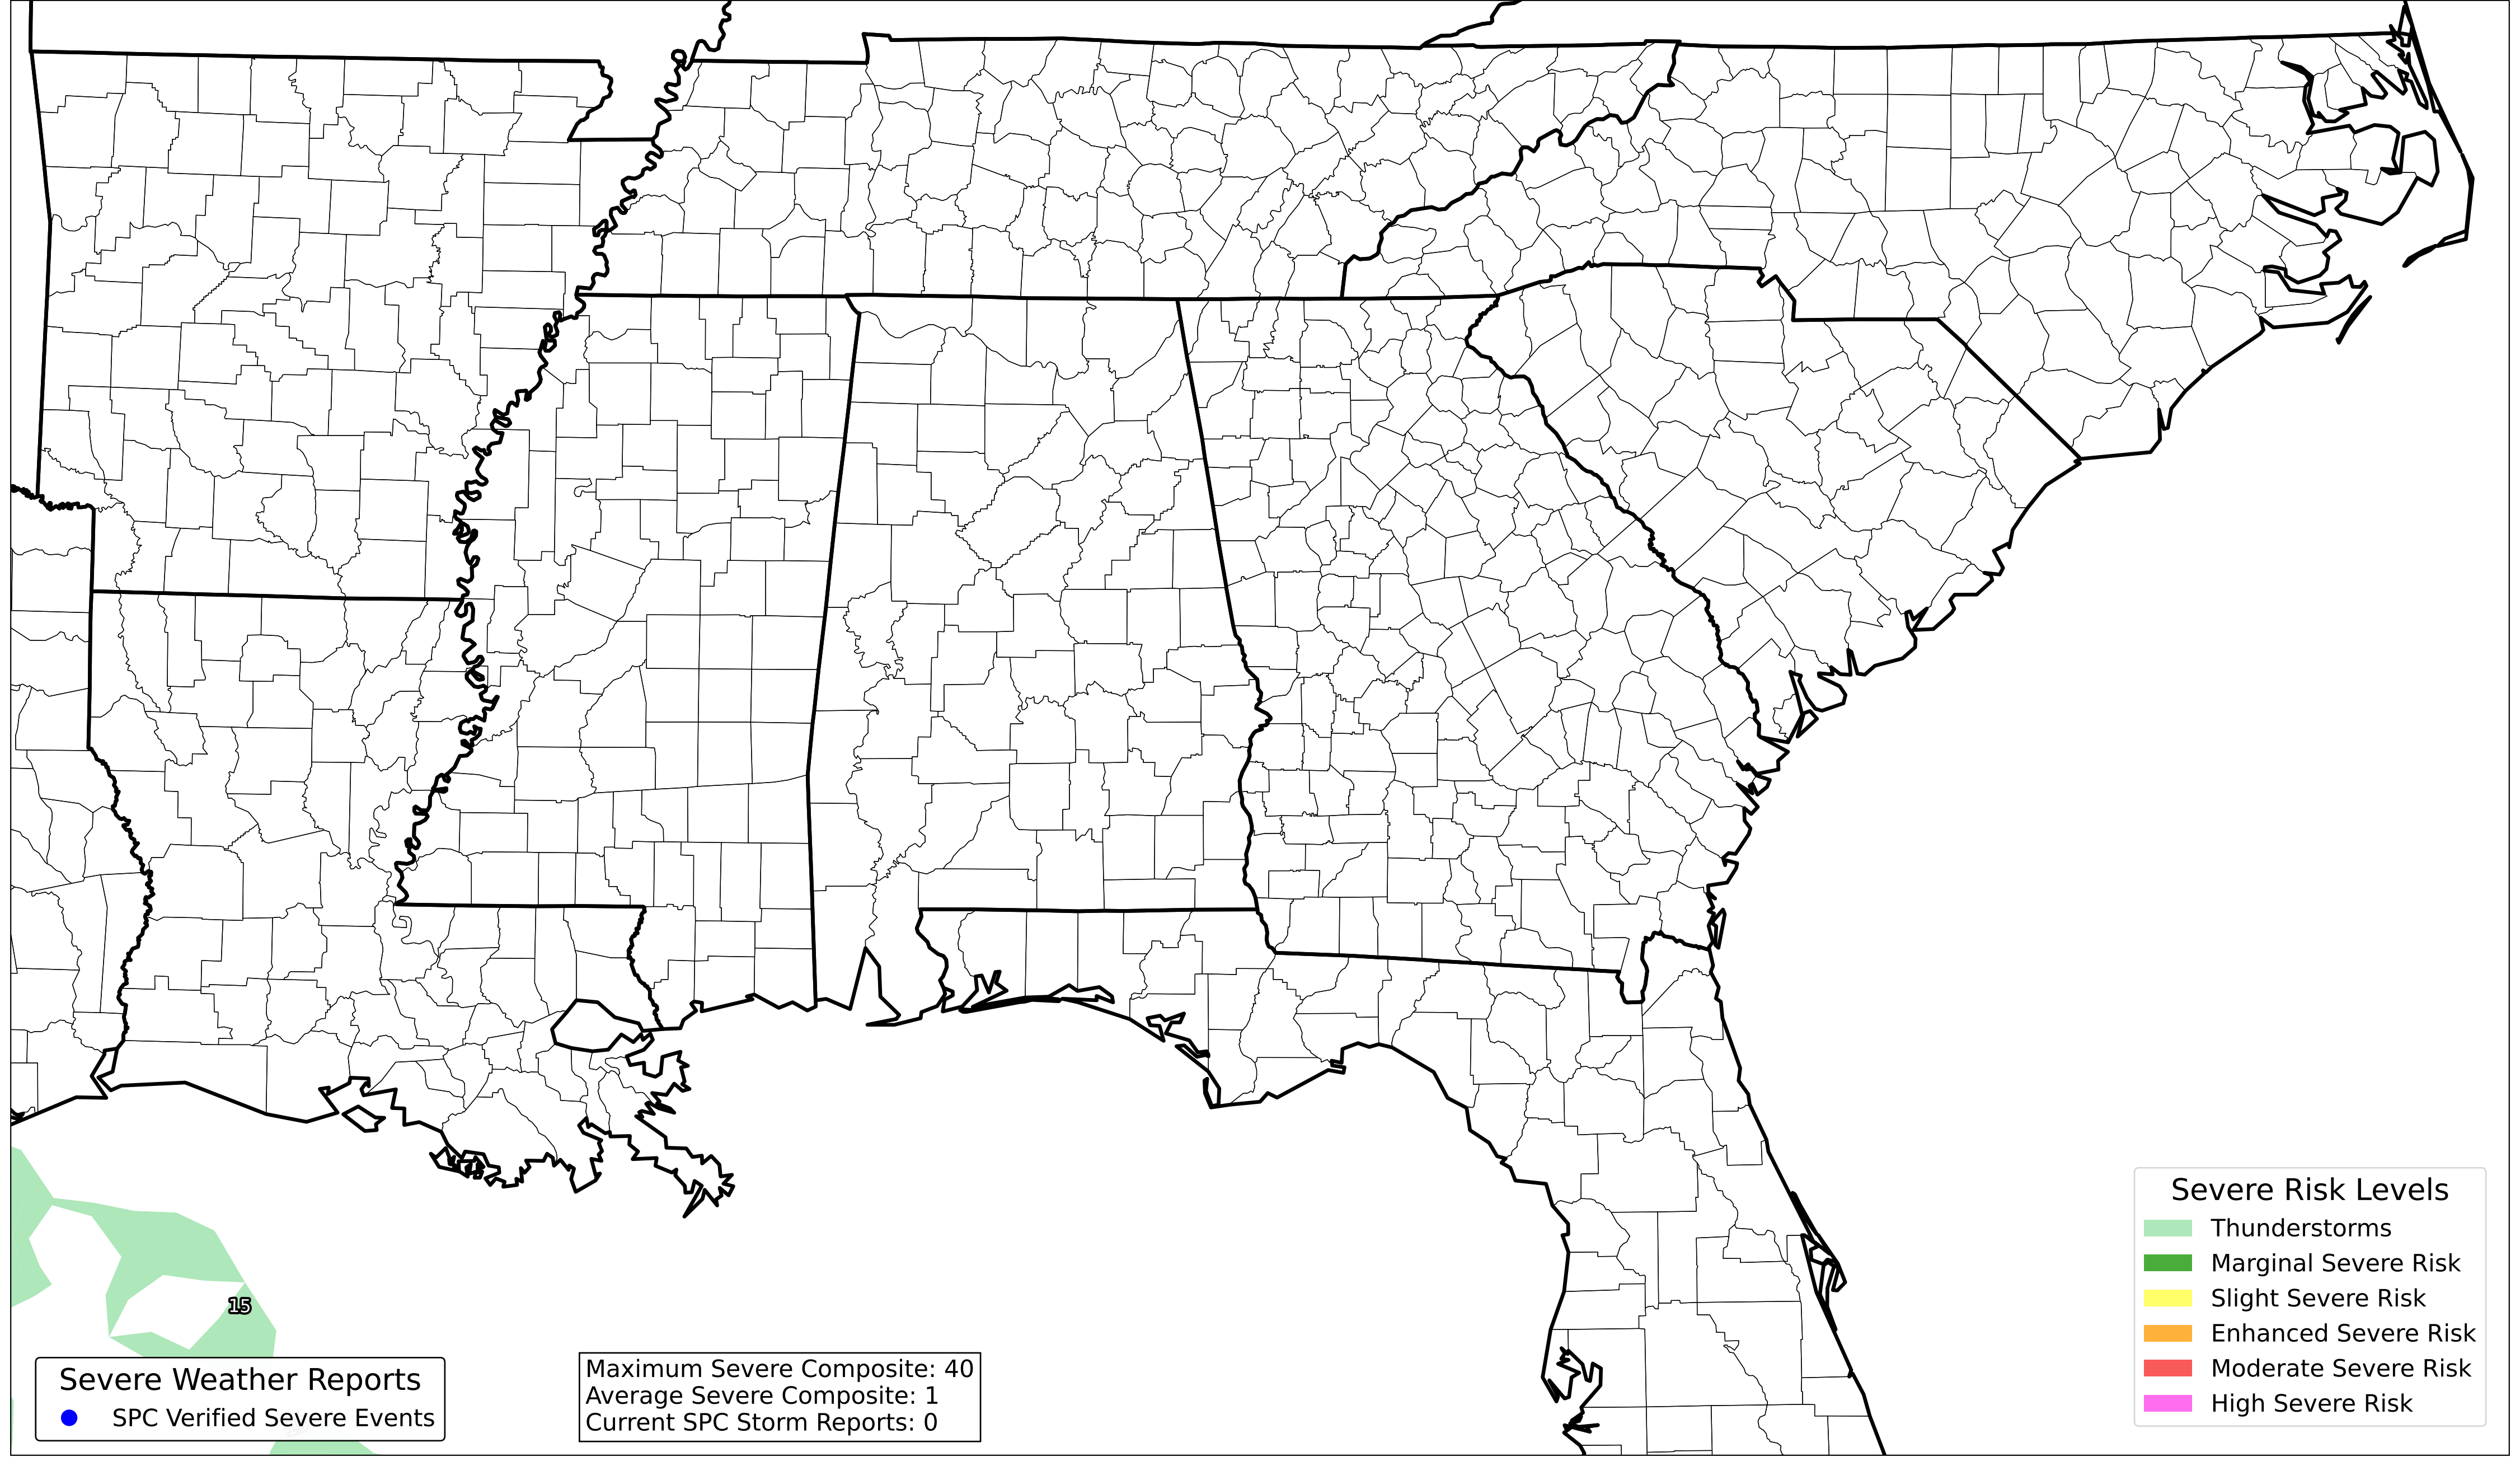 15
Severe Weather Reports
SPC Verified Severe Events
Maximum Severe Composite: 40
Average Severe Composite: 1
Current SPC Storm Reports: 0
Severe Risk Levels
Thunderstorms
Marginal Severe Risk
Slight Severe Risk
Enhanced Severe Risk
Moderate Severe Risk
High Severe Risk